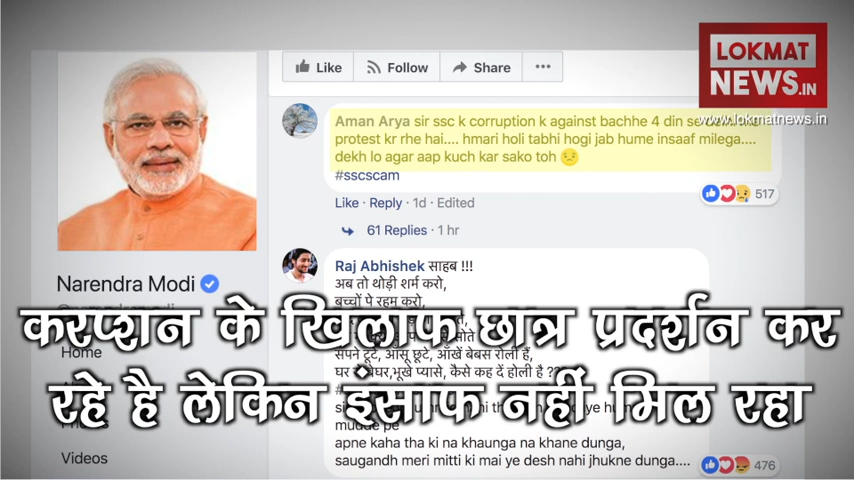 LOKMAT
NEWS.IN
www.lokmatnews.in
Like Follow Share
Aman Arya sir ssc k corruption k against bachhe 4 din se
protest kr rhe hai.... hmari holi tabhi hogi jab hume insaaf milega....
dekh lo agar aap kuch kar sako toh
#sscscam
517
Like · Reply · 1d · Edited
61 Replies · 1 hr
Raj Abhishek साहब !!!
अब तो थोड़ी शर्म करो,
बच्चों पे रहम करो,
Narendra Modi
करप्शन के खिलाफ छात्र प्रदर्शन कर
रहे है लेकिन इंसाफ नहीं मिल रहा
Home
सपने टूटे, आंसू छूटे, आँखें बेबस रोली हैं,
भूखे प्यासे, कैसे कह दें होली है
mudde pe
apne kaha tha ki na khaunga na khane dunga,
saugandh meri mitti ki mai ye desh nahi jhukne dunga....
476
Videos